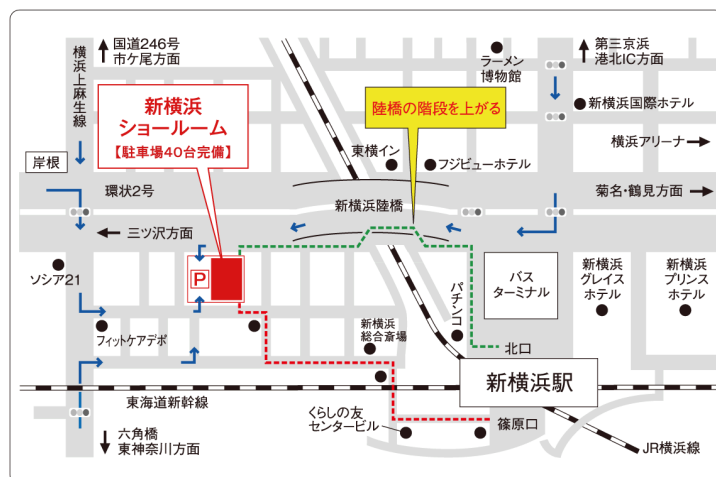 国道246号
市ケ尾方面
横浜上麻生線
新横浜
ショールーム
【駐車場40台完備】
陸橋の階段を上がる
ラーメン
博物館
第三京浜
港北IC方面
新横浜国際ホテル
横浜アリーナ
岸根
東横イン
フジビューホテル
環状2号
新横浜陸橋
菊名・鶴見方面
三ツ沢方面
ソシア21
P
パチンコ
バス
ターミナル
新横浜
グレイス
ホテル
新横浜
プリンス
ホテル
フィットケアデポ
新横浜
総合斎場
北口
新横浜駅
東海道新幹線
くらしの友
センタービル
篠原口
六角橋
東神奈川方面
JR横浜線